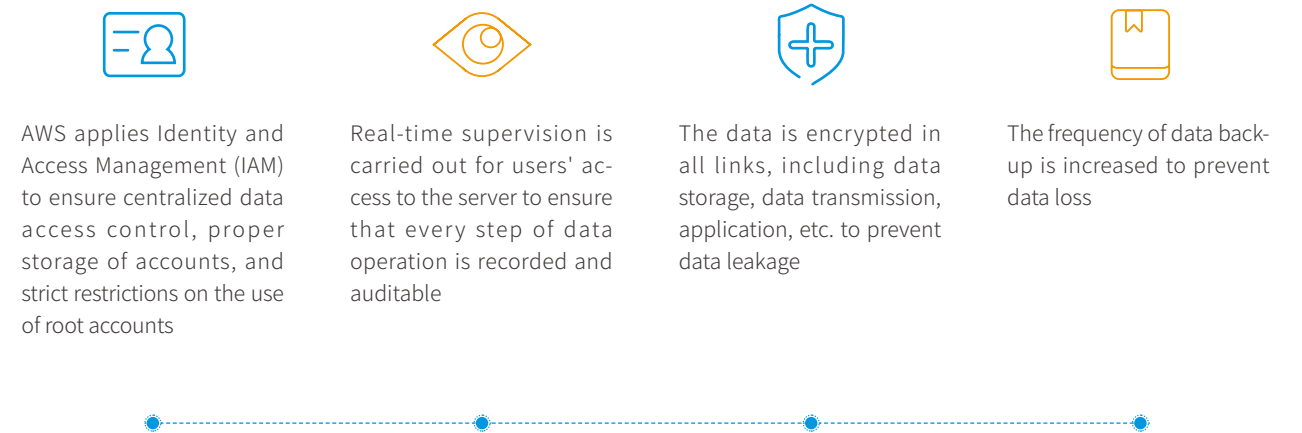 AWS applies Identity and
Access Management (IAM)
to ensure centralized data
access control, proper
storage of accounts, and
strict restrictions on the use
of root accounts
Real-time supervision is
carried out for users' ac-
cess to the server to ensure
that every step of data
operation is recorded and
auditable
The data is encrypted in
all links, including data
storage, data transmission,
application, etc. to prevent
data leakage
The frequency of data back-
up is increased to prevent
data loss